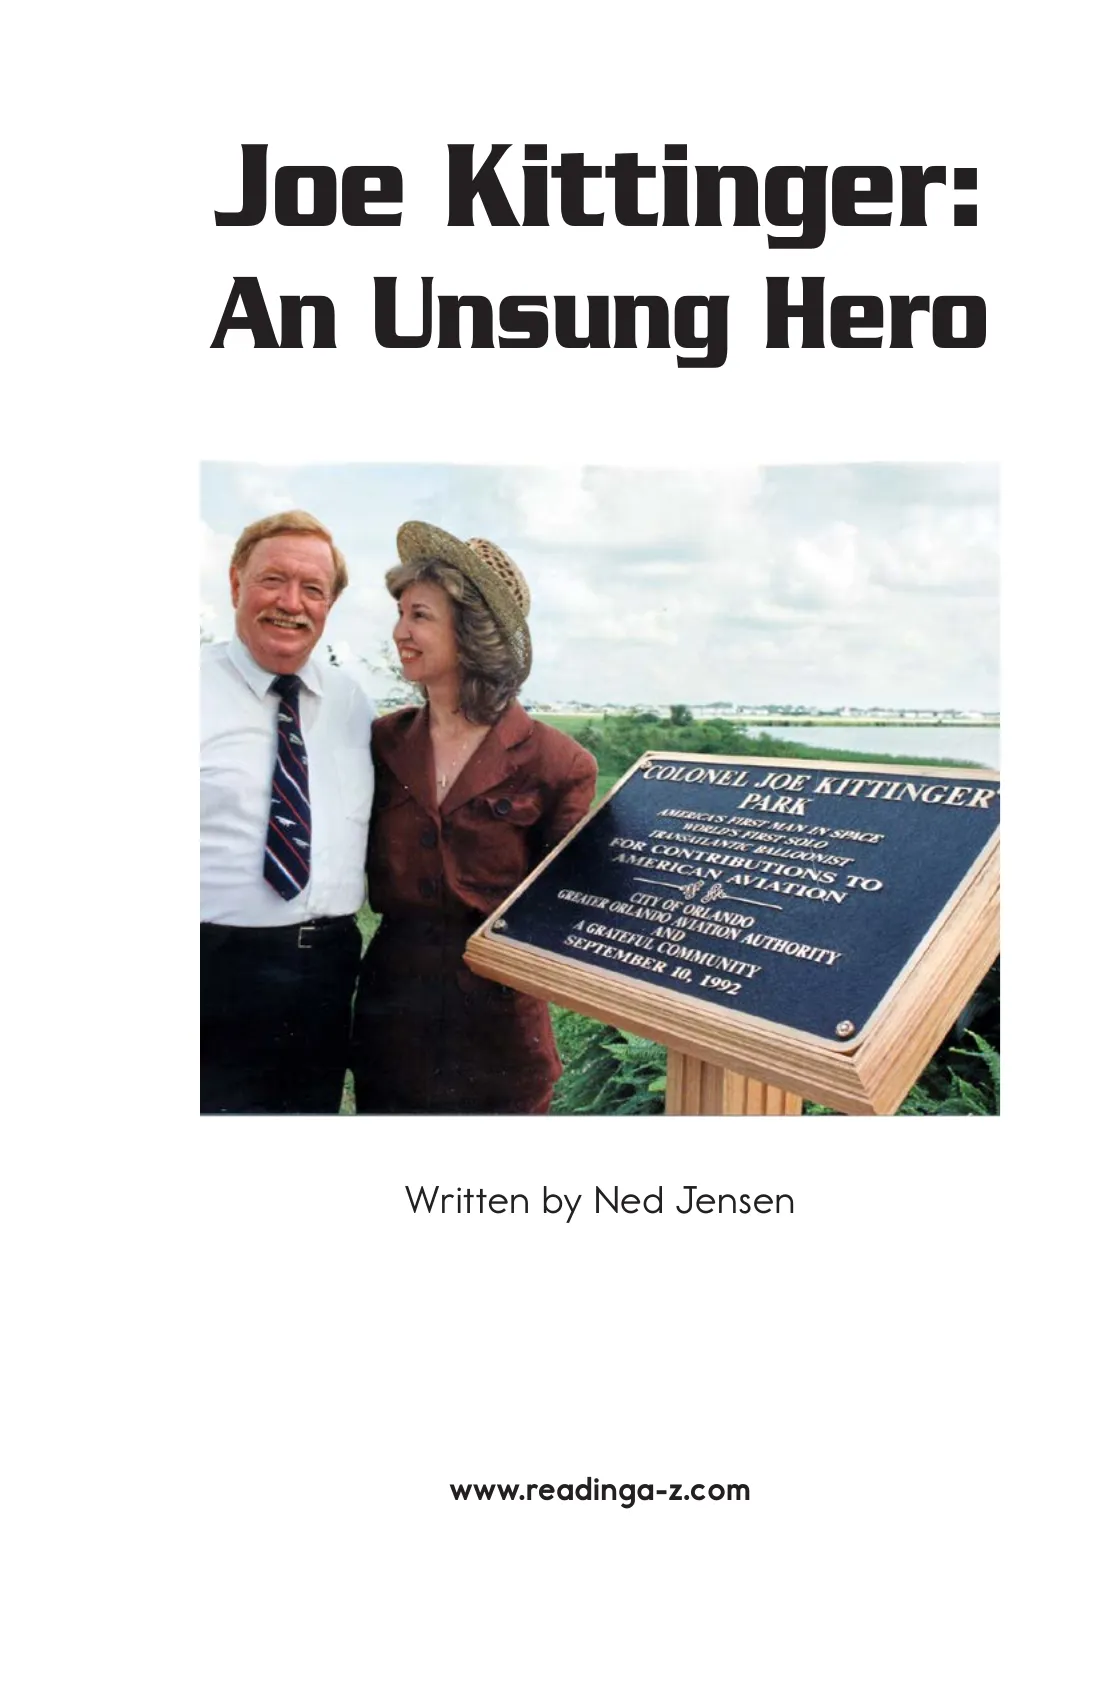 Joe Kittinger:
An Unsung Hero
COLONEL JOE KITTINGER
PARK
AMERICA'S FIRST MAN IN SPACE
WORLD'S FIRST SOLO
TRANSATLANTIC BALLOONIST
FOR CONTRIBUTIONS TO
AMERICAN AVIATION
CITY OF ORLANDO
GREATER ORLANDO AVIATION AUTHORITY
AND
A GRATEFUL COMMUNITY
SEPTEMBER 10, 1992
Written by Ned Jensen
www.readinga-z.com